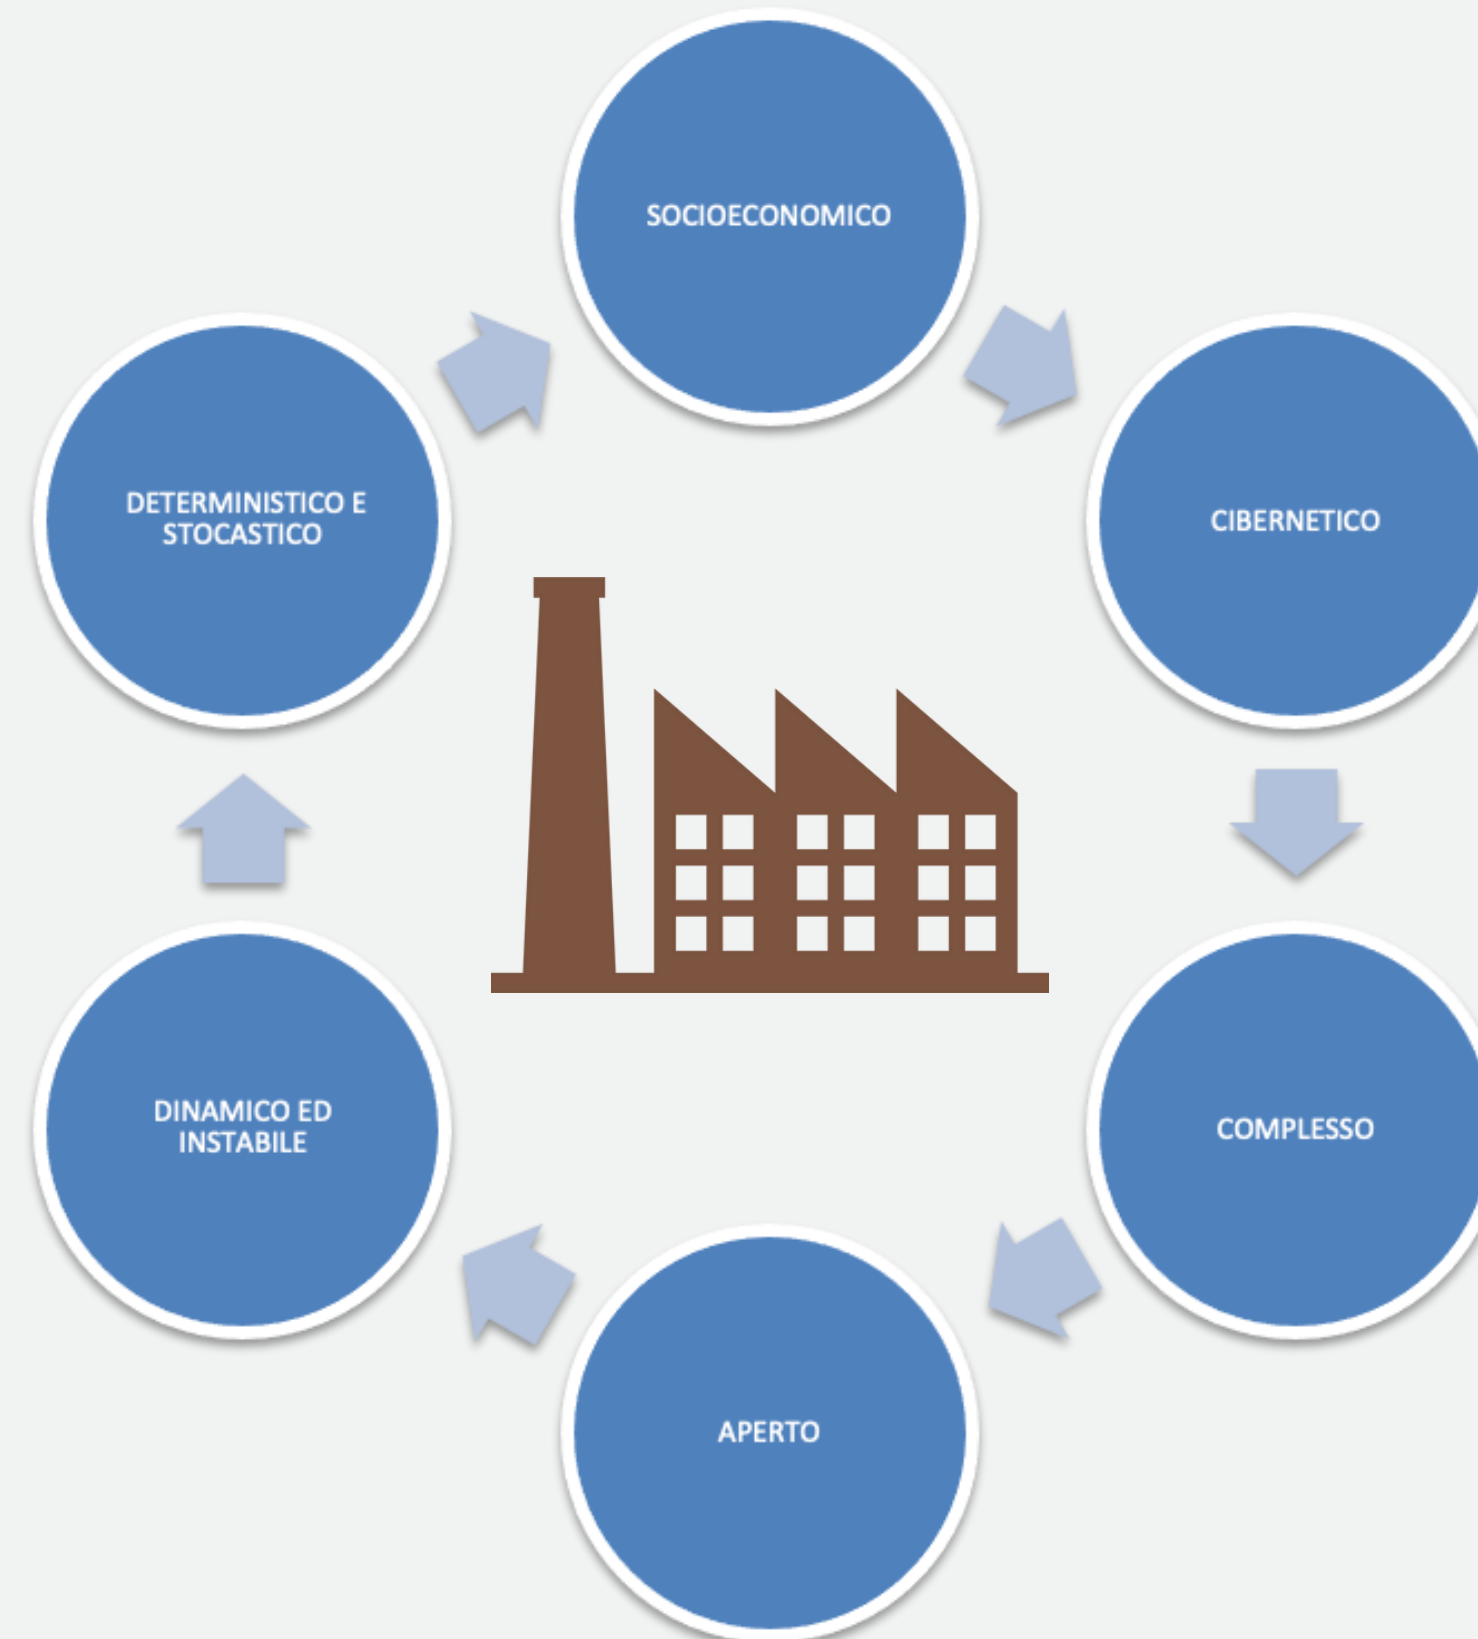 SOCIOECONOMICO
CIBERNETICO
COMPLESSO
APERTO
DINAMICO ED
INSTABILE
DETERMINISTICO E
STOCASTICO